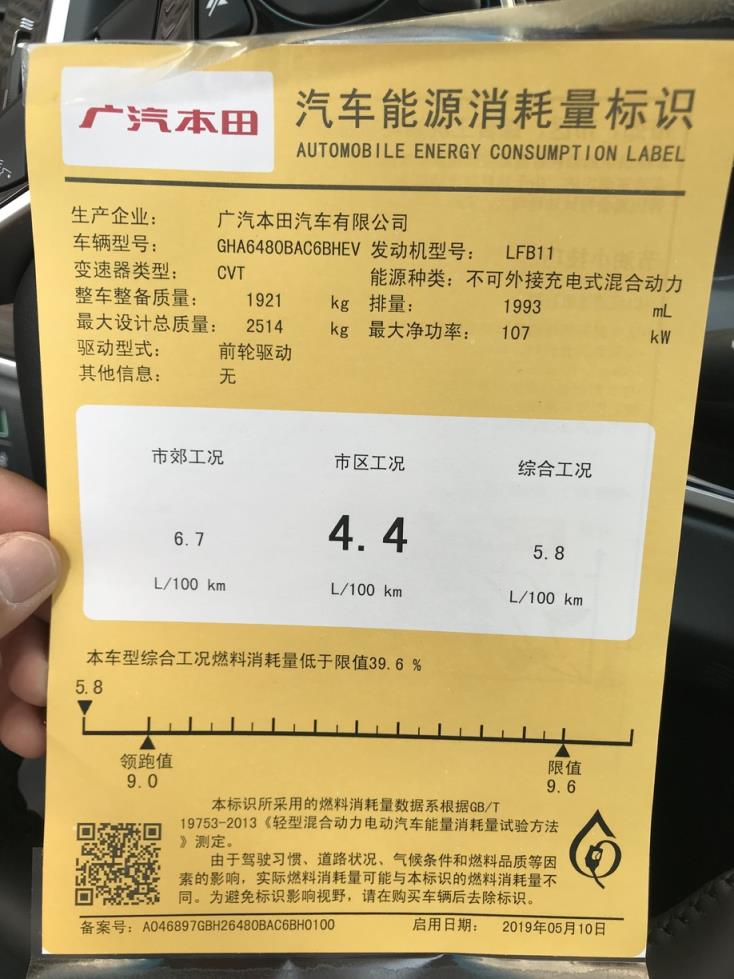 广汽本田
汽车能源消耗量标识
AUTOMOBILE ENERGY CONSUMPTION LABEL
生产企业： 广汽本田汽车有限公司
车辆型号： GHA6480BAC6BHEV 发动机型号： LFB11
变速器类型： CVT 能源种类：不可外接充电式混合动力
整车整备质量： 1921 kg 排量： 1993 mL
最大设计总质量： 2514 kg 最大净功率： 107 kW
驱动型式： 前轮驱动
其他信息： 无
市郊工况 市区工况 综合工况
6.7 4.4 5.8
L/100 km L/100 km L/100 km
本车型综合工况燃料消耗量低于限值39.6 %
5.8
领跑值 限值
9.0 9.6
本标识所采用的燃料消耗量数据系根据GB/T
19753-2013《轻型混合动力电动汽车能量消耗量试验方法
》测定。
由于驾驶习惯、道路状况、气候条件和燃料品质等因
素的影响，实际燃料消耗量可能与本标识的燃料消耗量不
同。为避免标识影响视野，请在购买车辆后去除标识。
备案号：A046897GBH26480BAC6BH0100 启用日期： 2019年05月10日